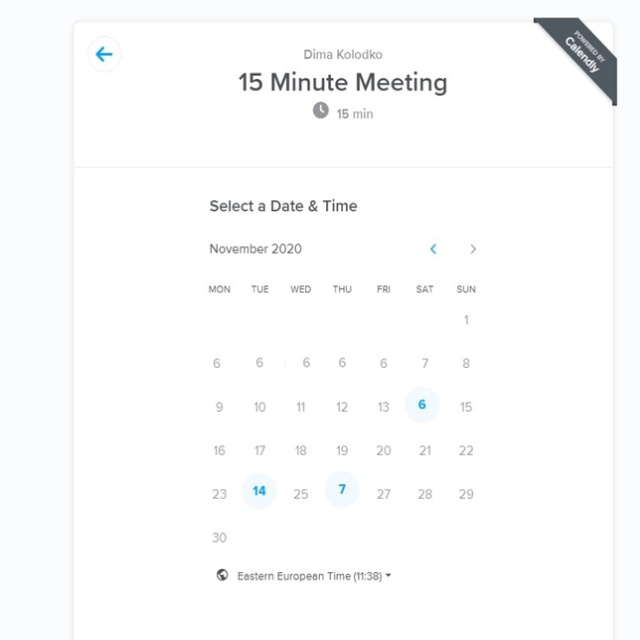 Dima Kolodko
POWERED BY
Calendly
15 Minute Meeting
15 min
Select a Date & Time
November 2020
MON TUE WED THU FRI SAT SUN
1
6 6 6 6 6 7 8
9 10 11 12 13 6 15
16 17 18 19 20 21 22
23 14 25 7 27 28 29
30
Eastern European Time (11:38)